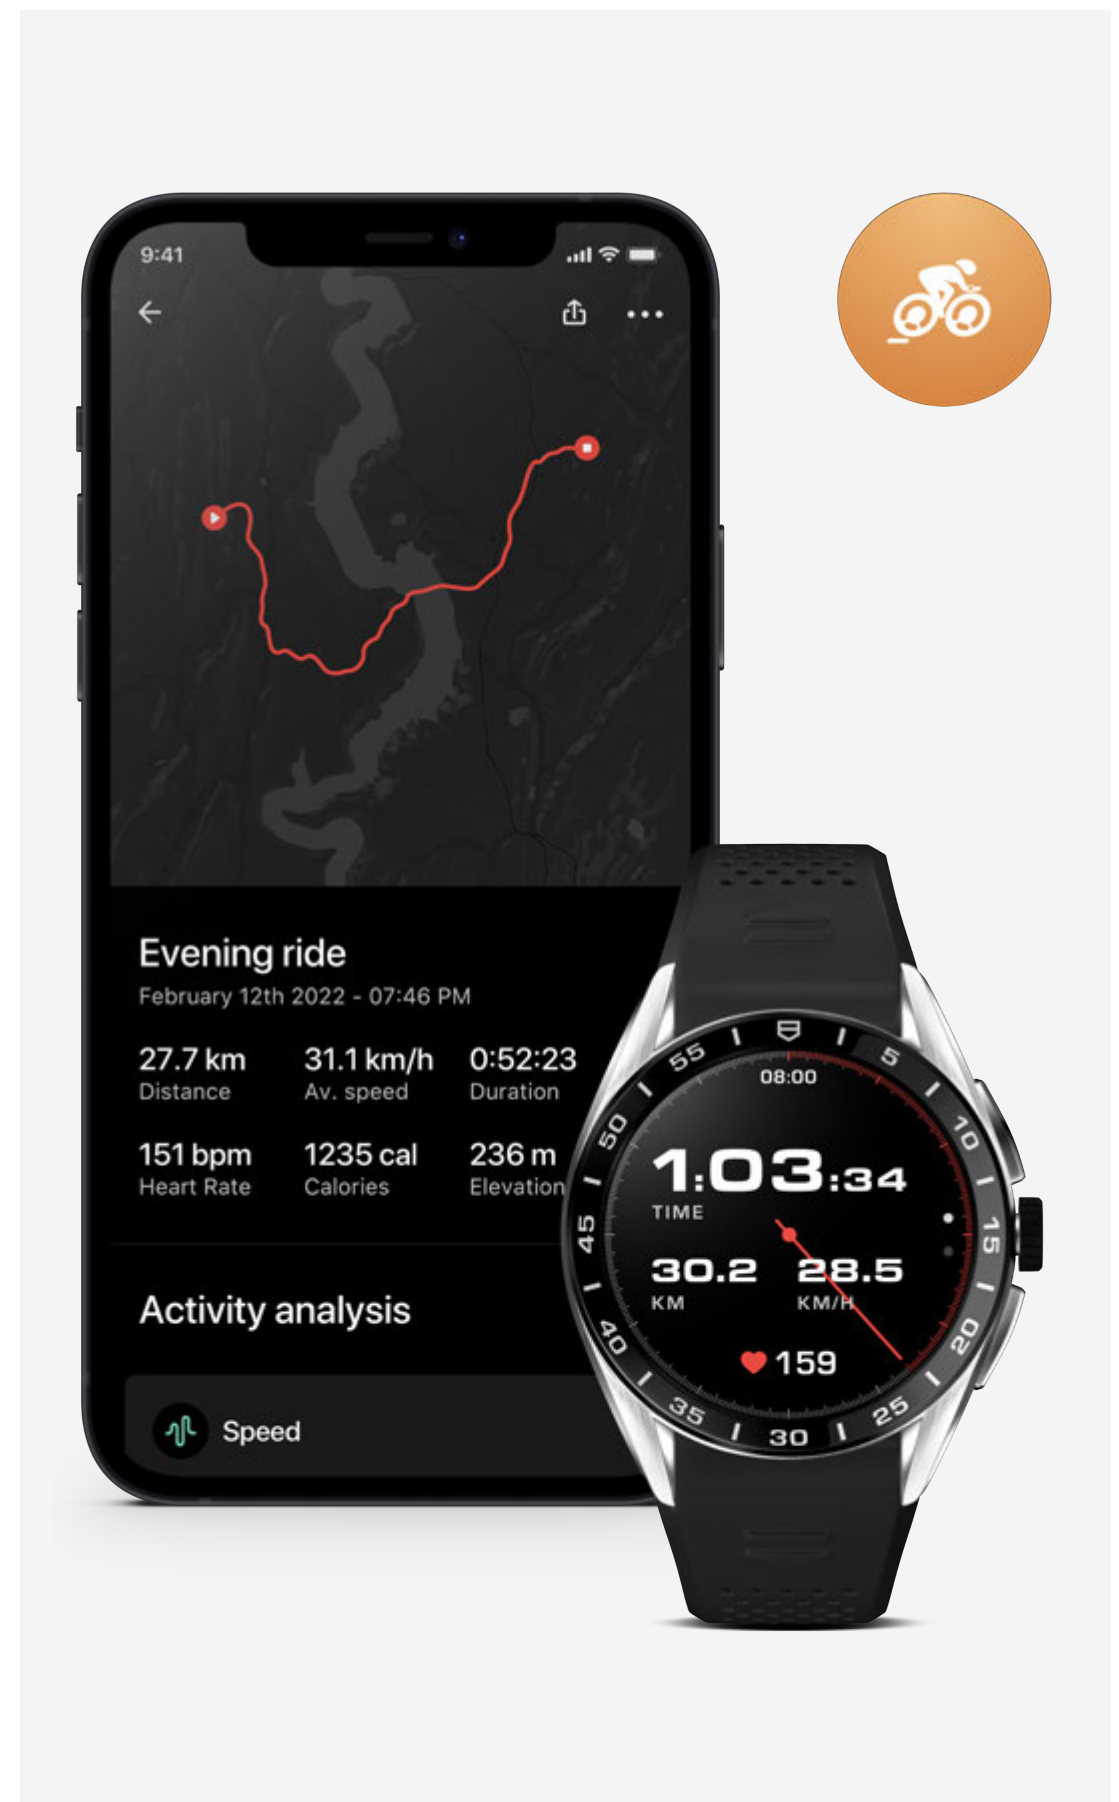 9:41
Evening ride
February 12th 2022 - 07:46 PM
27.7 km 31.1 km/h 0:52:23
Distance Av. speed Duration
151 bpm 1235 cal 236 m
Heart Rate Calories Elevation
Activity analysis
Speed
55 5
50 10
45 15
40 20
35 30 25
08:00
1:03:34
TIME
30.2 28.5
KM KM/H
159